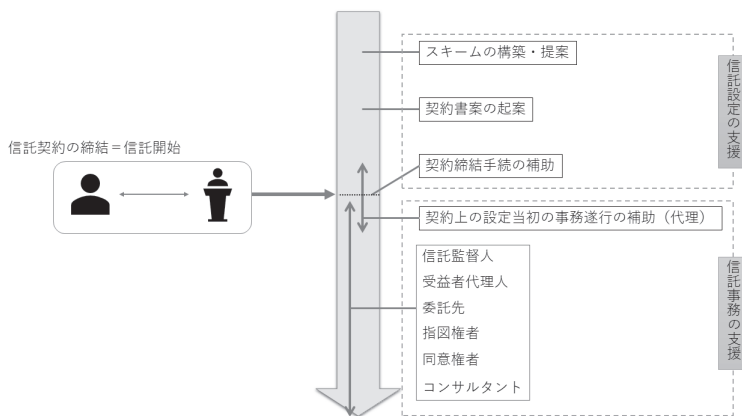 スキームの構築・提案
契約書案の起案
信託設定の支援
信託契約の締結＝信託開始
契約締結手続の補助
契約上の設定当初の事務遂行の補助（代理）
信託監督人
受益者代理人
委託先
指図権者
同意権者
コンサルタント
信託事務の支援